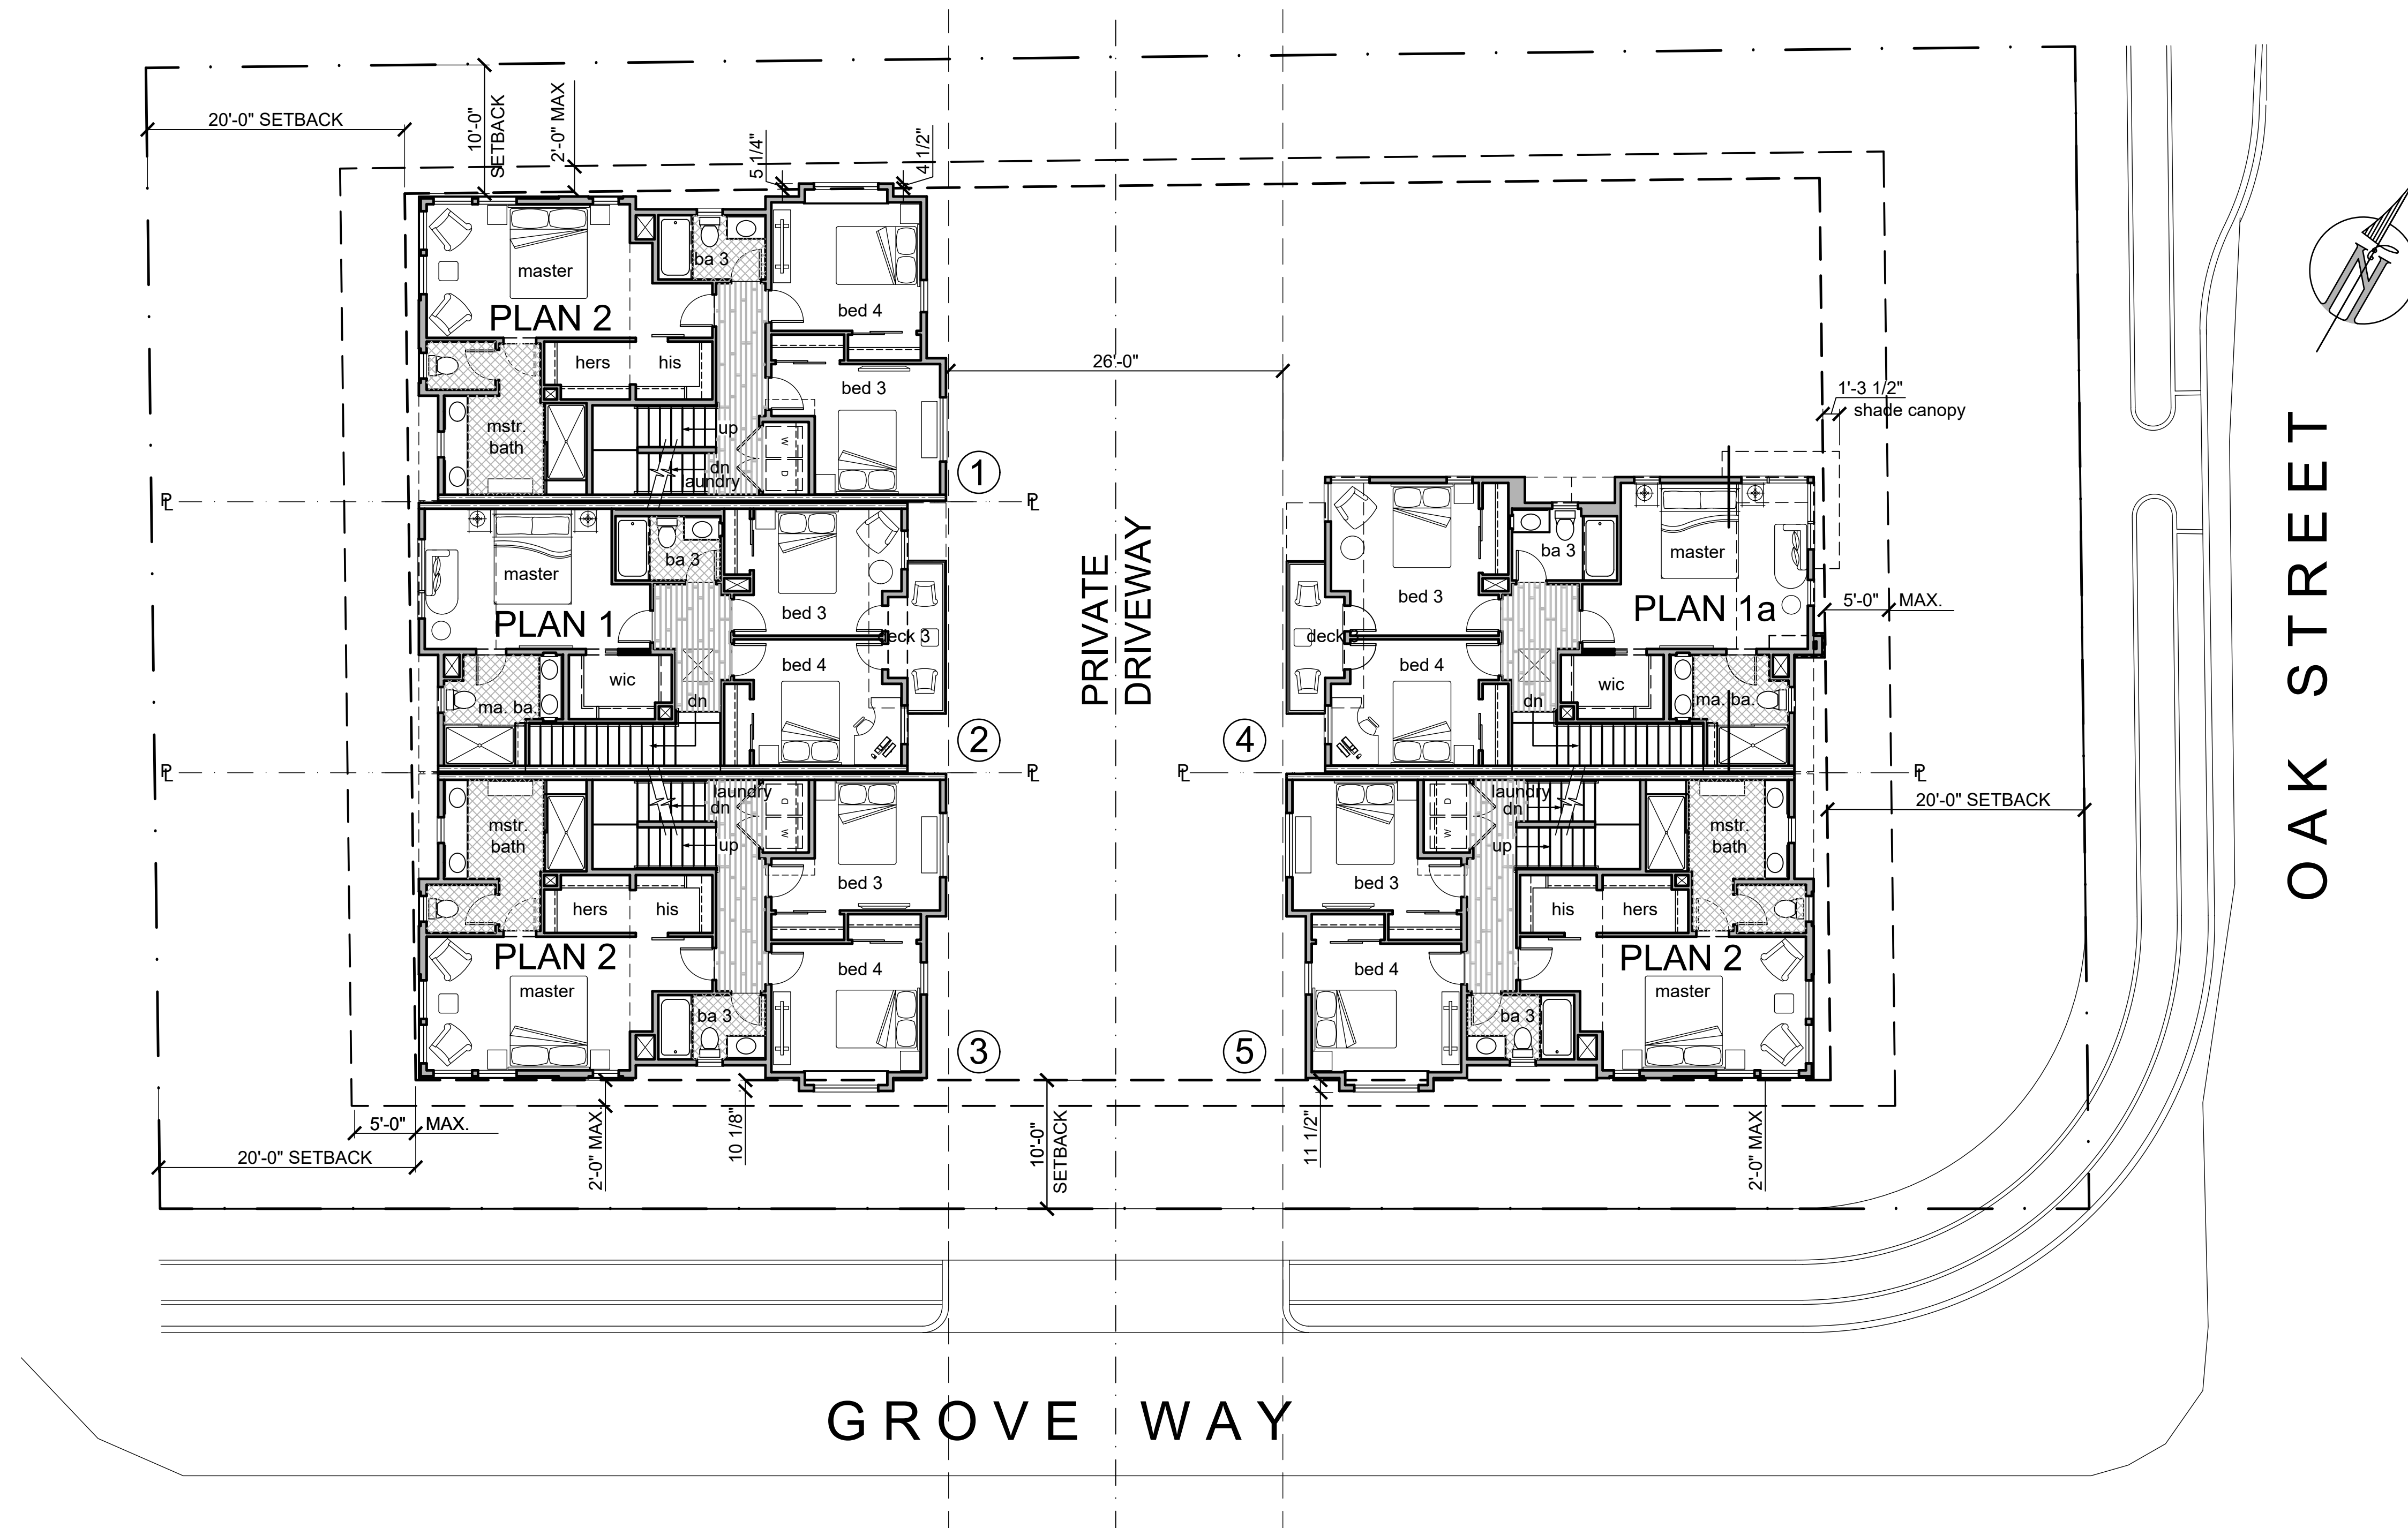 20'-0" SETBACK
10'-0"
SETBACK
2'-0" MAX
5 1/4"
4 1/2"
master
PLAN 2
ba 3
bed 4
hers
his
bed 3
mstr.
bath
up
dn
laundry
W
D
1
26'-0"
1'-3 1/2"
shade canopy
PL
PL
master
PLAN 1
ba 3
bed 3
deck 3
bed 4
wic
ma. ba.
dn
2
PRIVATE
DRIVEWAY
bed 3
ba 3
master
PLAN 1a
deck 3
bed 4
wic
ma. ba.
dn
4
5'-0" MAX.
PL
PL
PL
PL
20'-0" SETBACK
laundry
dn
D
W
mstr.
bath
up
bed 3
hers
his
PLAN 2
master
bed 4
ba 3
3
D
W
laundry
dn
up
mstr.
bath
bed 3
his
hers
bed 4
PLAN 2
master
ba 3
5
5'-0" MAX.
20'-0" SETBACK
2'-0" MAX.
10 1/8"
10'-0"
SETBACK
11 1/2"
2'-0" MAX
OAK STREET
N
GROVE WAY